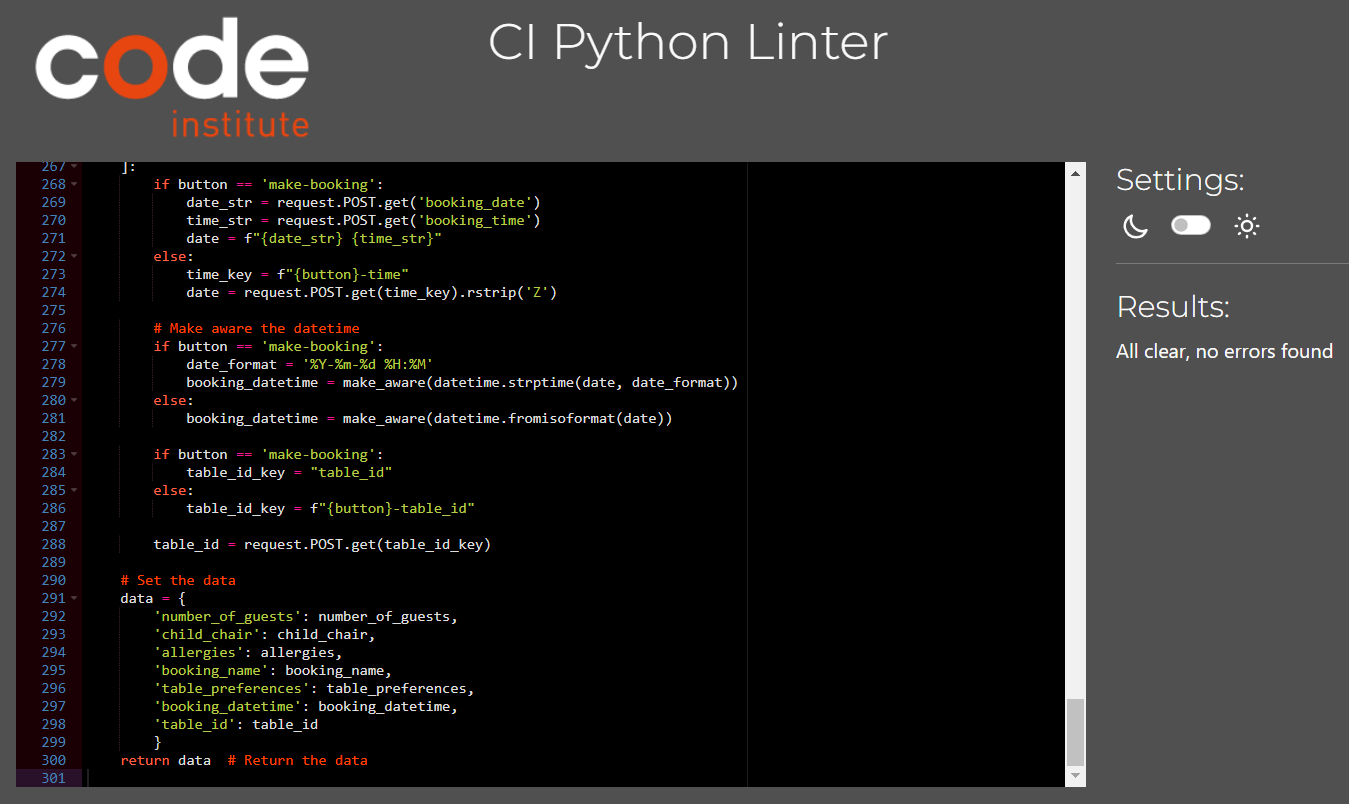 code
institute
CI Python Linter
267 ]:
268 if button == 'make-booking':
269 date_str = request.POST.get('booking_date')
270 time_str = request.POST.get('booking_time')
271 date = f"{date_str} {time_str}"
272 else:
273 time_key = f"{button}-time"
274 date = request.POST.get(time_key).rstrip('Z')
275
276 # Make aware the datetime
277 if button == 'make-booking':
278 date_format = '%Y-%m-%d %H:%M'
279 booking_datetime = make_aware(datetime.strptime(date, date_format))
280 else:
281 booking_datetime = make_aware(datetime.fromisoformat(date))
282
283 if button == 'make-booking':
284 table_id_key = "table_id"
285 else:
286 table_id_key = f"{button}-table_id"
287
288 table_id = request.POST.get(table_id_key)
289
290 # Set the data
291 data = {
292 'number_of_guests': number_of_guests,
293 'child_chair': child_chair,
294 'allergies': allergies,
295 'booking_name': booking_name,
296 'table_preferences': table_preferences,
297 'booking_datetime': booking_datetime,
298 'table_id': table_id
299 }
300 return data  # Return the data
301
Settings:
Results:
All clear, no errors found